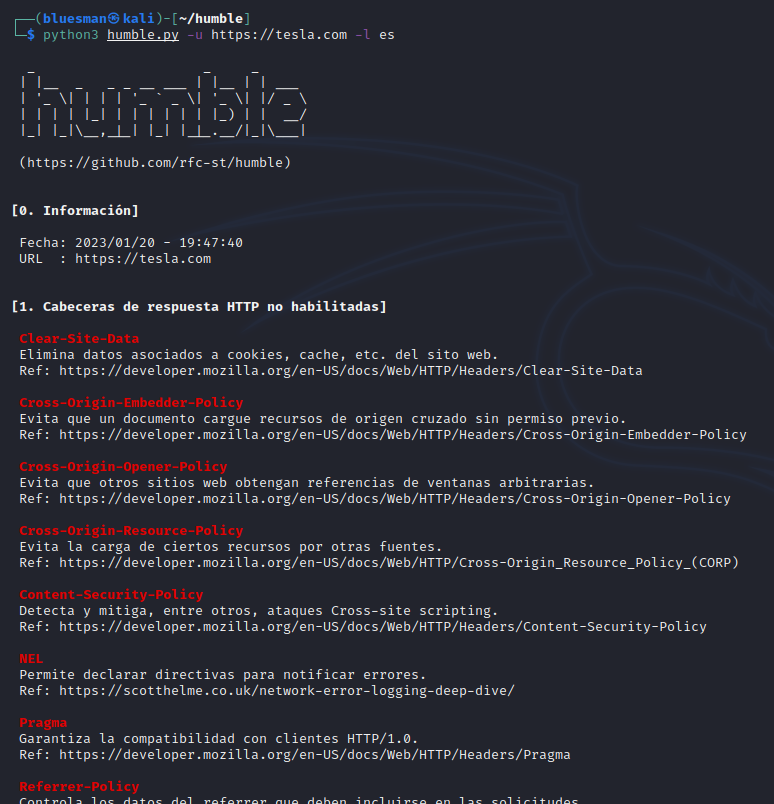 (bluesman㉿kali)-[~/humble]
$ python3 humble.py -u https://tesla.com -l es
humble
(https://github.com/rfc-st/humble)
[0. Información]
Fecha: 2023/01/20 - 19:47:40
URL : https://tesla.com
[1. Cabeceras de respuesta HTTP no habilitadas]
Clear-Site-Data
Elimina datos asociados a cookies, cache, etc. del sito web.
Ref: https://developer.mozilla.org/en-US/docs/Web/HTTP/Headers/Clear-Site-Data
Cross-Origin-Embedder-Policy
Evita que un documento cargue recursos de origen cruzado sin permiso previo.
Ref: https://developer.mozilla.org/en-US/docs/Web/HTTP/Headers/Cross-Origin-Embedder-Policy
Cross-Origin-Opener-Policy
Evita que otros sitios web obtengan referencias de ventanas arbitrarias.
Ref: https://developer.mozilla.org/en-US/docs/Web/HTTP/Headers/Cross-Origin-Opener-Policy
Cross-Origin-Resource-Policy
Evita la carga de ciertos recursos por otras fuentes.
Ref: https://developer.mozilla.org/en-US/docs/Web/HTTP/Cross-Origin_Resource_Policy_(CORP)
Content-Security-Policy
Detecta y mitiga, entre otros, ataques Cross-site scripting.
Ref: https://developer.mozilla.org/en-US/docs/Web/HTTP/Headers/Content-Security-Policy
NEL
Permite declarar directivas para notificar errores.
Ref: https://scotthelme.co.uk/network-error-logging-deep-dive/
Pragma
Garantiza la compatibilidad con clientes HTTP/1.0.
Ref: https://developer.mozilla.org/en-US/docs/Web/HTTP/Headers/Pragma
Referrer-Policy
Controla los datos del referrer que deben incluirse en las solicitudes.